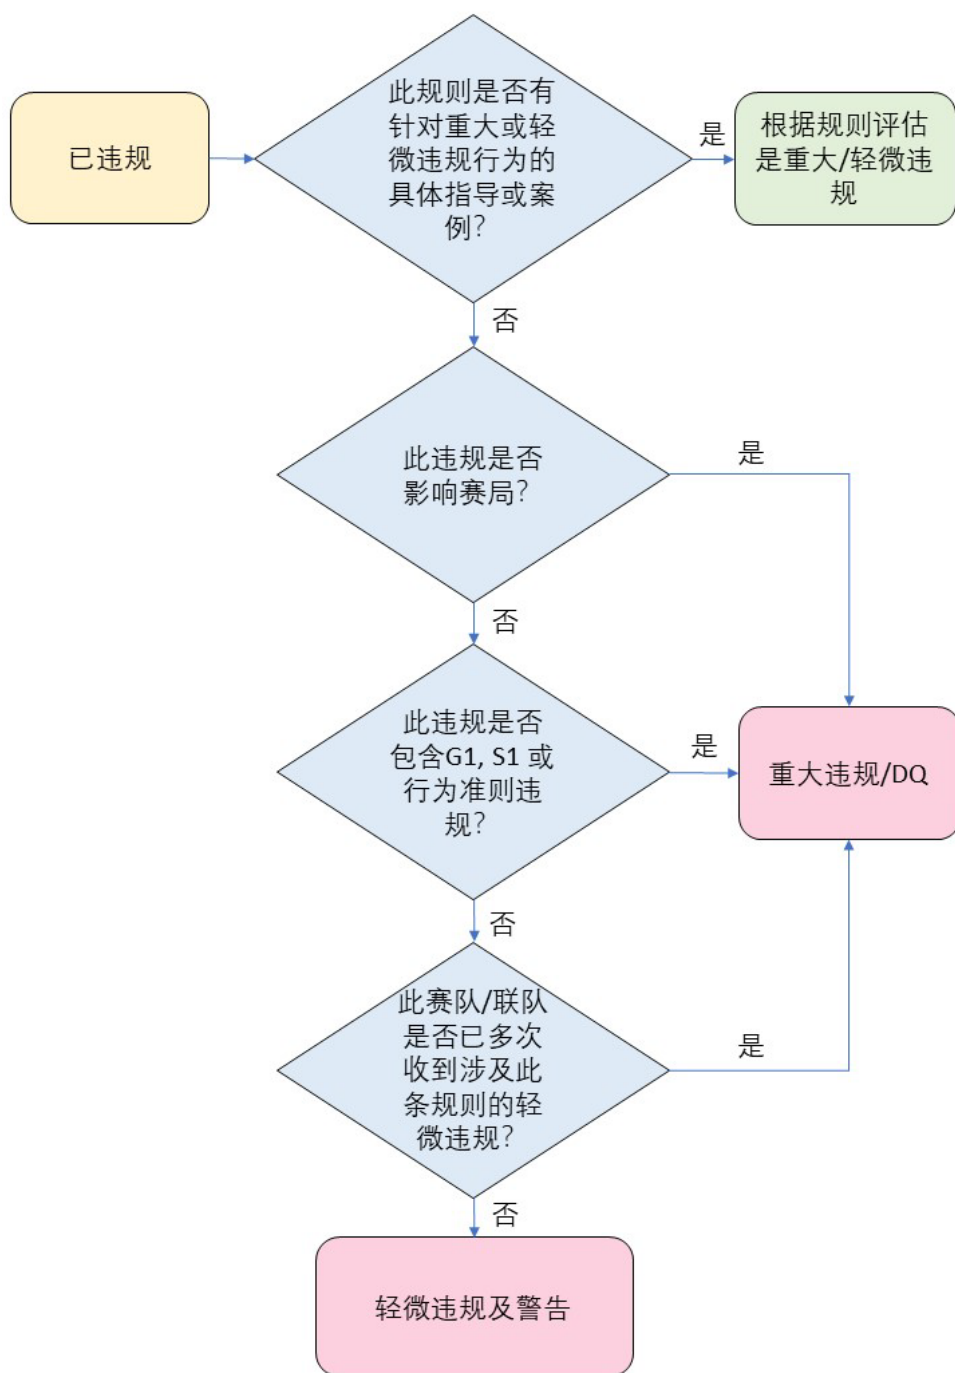 已违规
此规则是否有
针对重大或轻
微违规行为的
具体指导或案
例？
是
根据规则评估
是重大/轻微违
规
否
此违规是否
影响赛局？
是
否
此违规是否
包含G1, S1 或
行为准则违
规？
是
重大违规/DQ
否
此赛队/联队
是否已多次
收到涉及此
条规则的轻
微违规？
是
否
轻微违规及警告